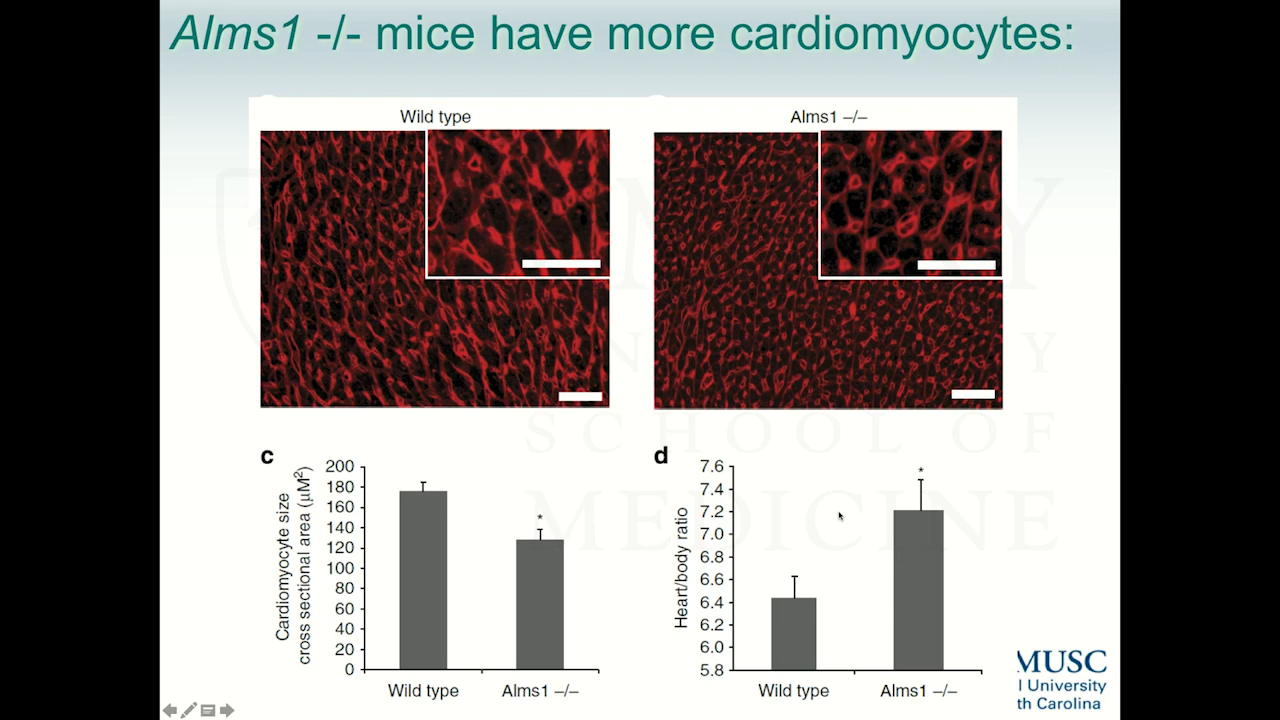 Alms1 -/- mice have more cardiomyocytes:
Wild type
Alms1 –/–
c
Cardiomyocyte size
cross sectional area (μM²)
200
180
160
140
120
100
80
60
40
20
0
*
Wild type
Alms1 –/–
d
Heart/body ratio
7.6
7.4
7.2
7.0
6.8
6.6
6.4
6.2
6.0
5.8
*
Wild type
Alms1 –/–
SCHOOL OF
MEDICINE
MUSC
l University
th Carolina